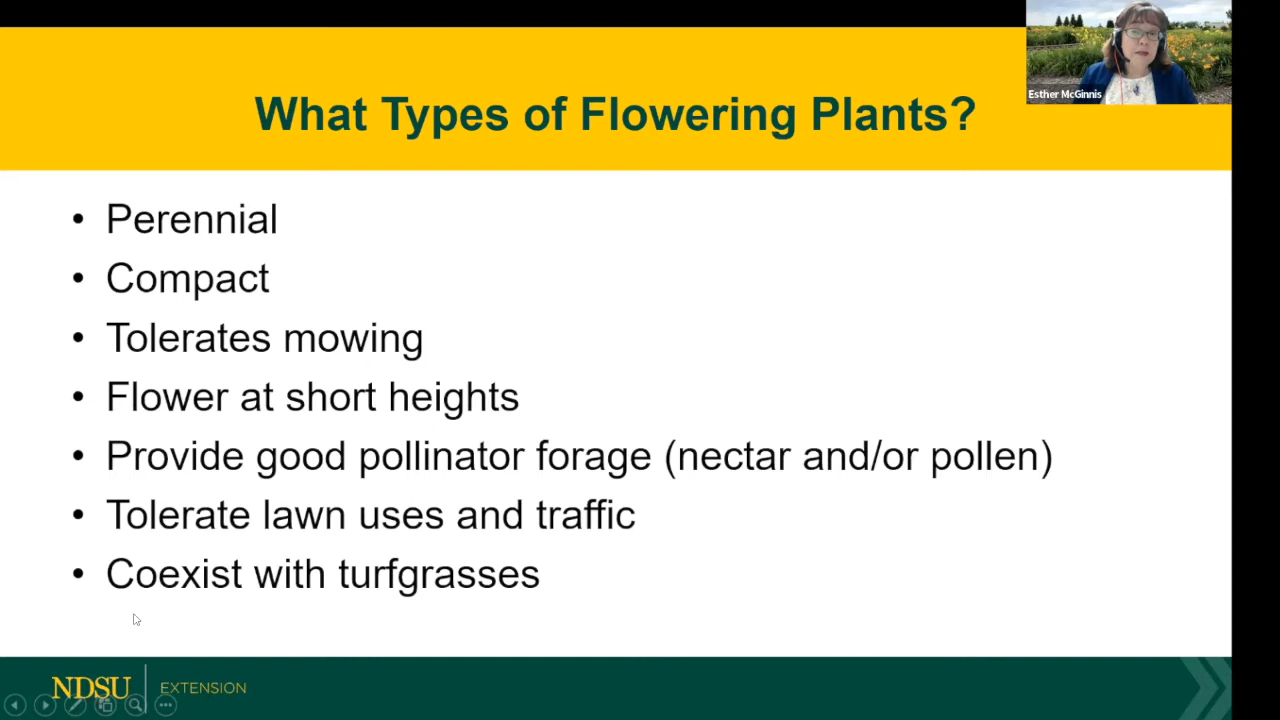 Esther McGinnis
What Types of Flowering Plants?
• Perennial
• Compact
• Tolerates mowing
• Flower at short heights
• Provide good pollinator forage (nectar and/or pollen)
• Tolerate lawn uses and traffic
• Coexist with turfgrasses
NDSU EXTENSION